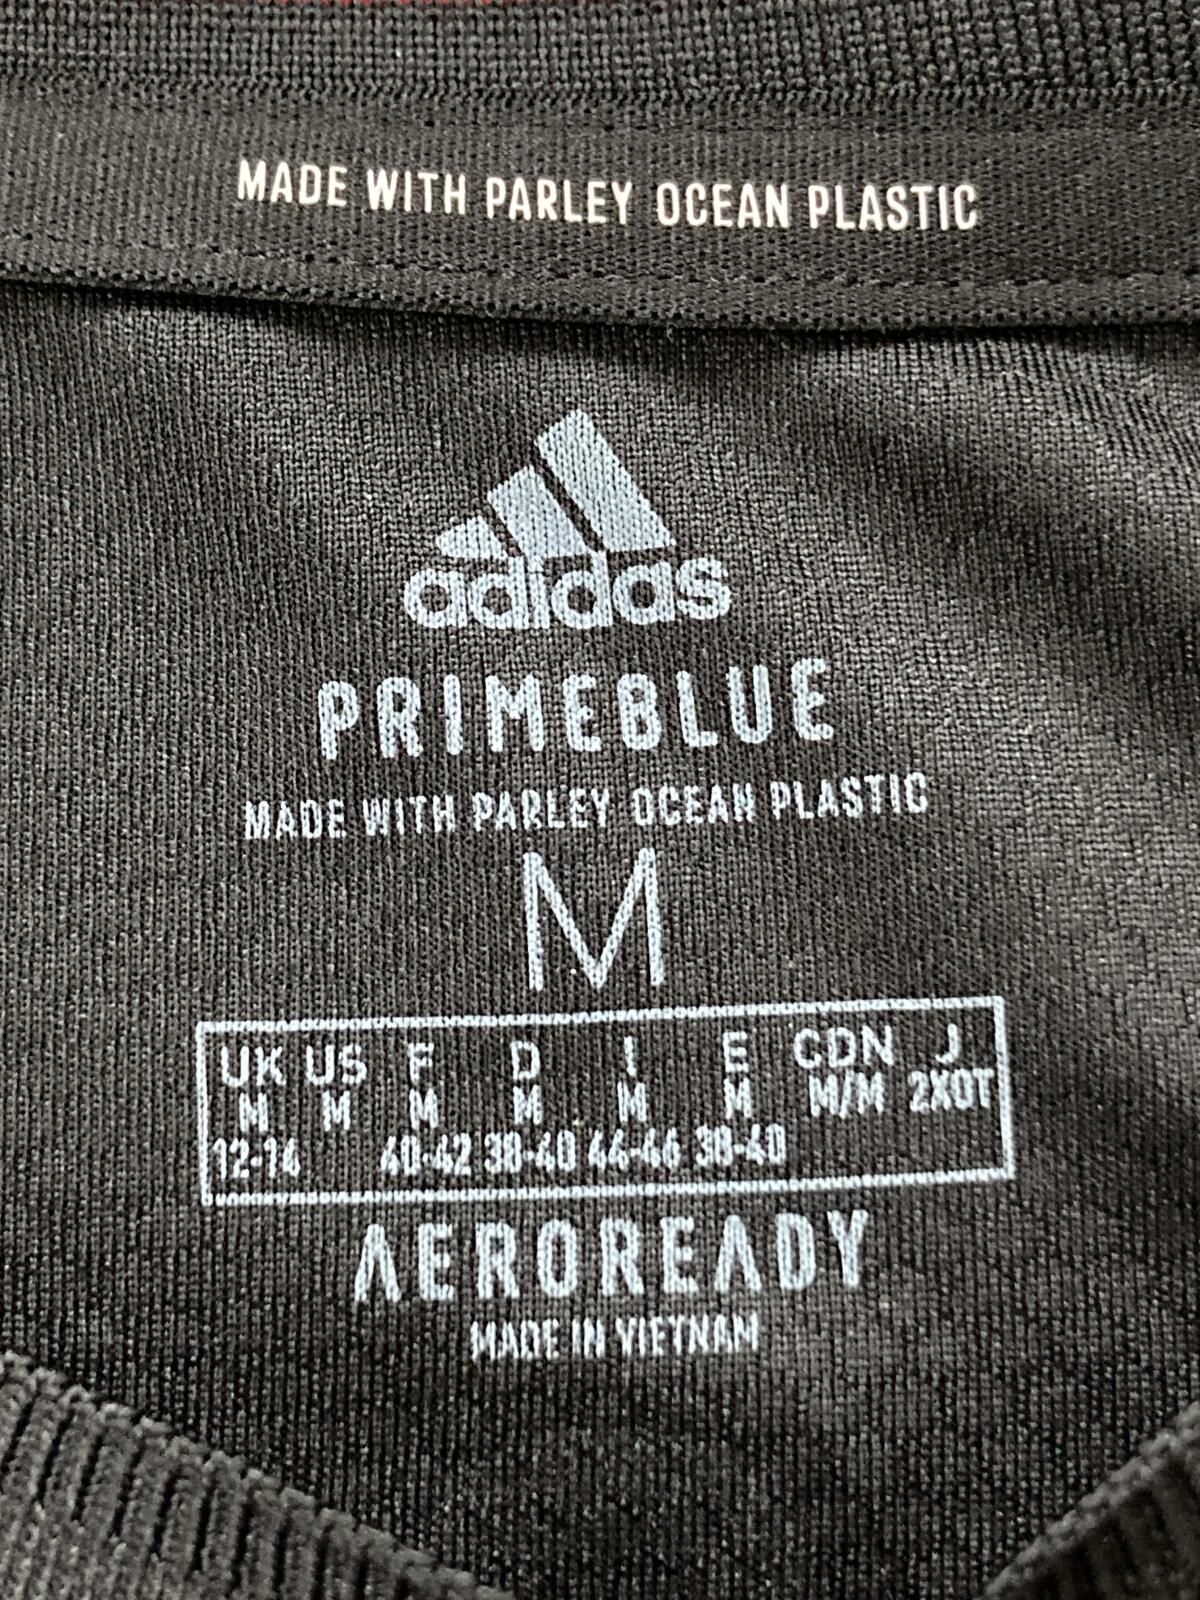 MADE WITH PARLEY OCEAN PLASTIC
adidas
PRIMEBLUE
MADE WITH PARLEY OCEAN PLASTIC
M
UK US F D I E CDN J
M M M M M M M/M 2XOT
12-14 40-42 38-40 44-46 38-40
AEROREADY
MADE IN VIETNAM